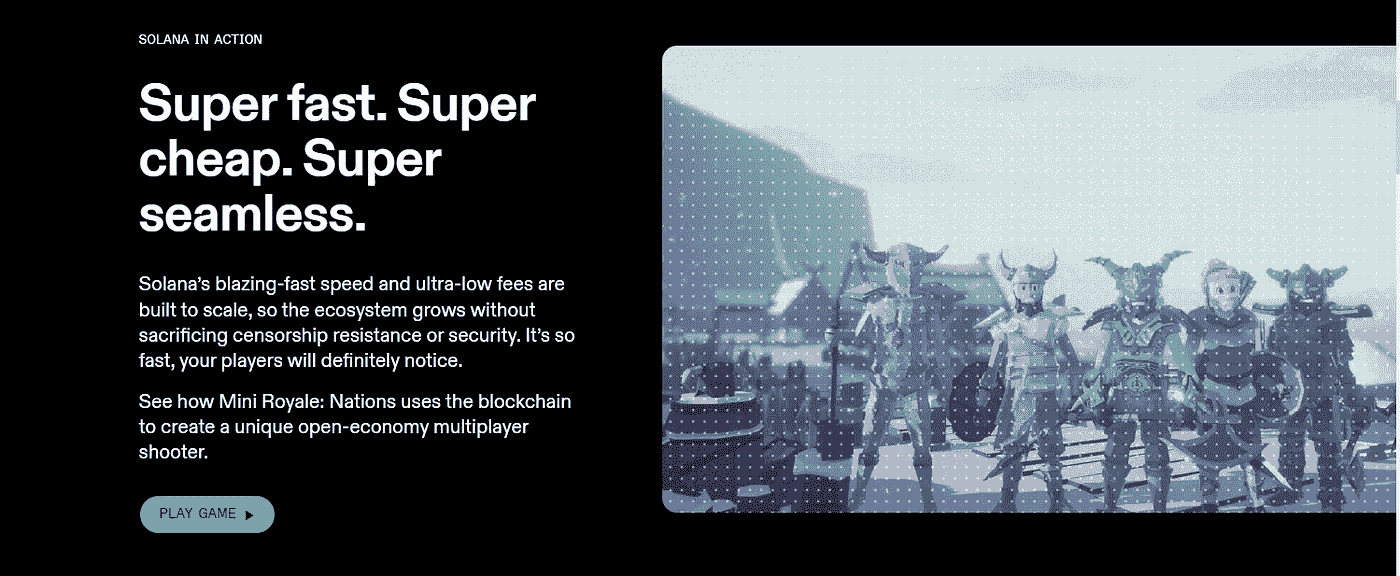 SOLANA IN ACTION
Super fast. Super
cheap. Super
seamless.
Solana’s blazing-fast speed and ultra-low fees are
built to scale, so the ecosystem grows without
sacrificing censorship resistance or security. It’s so
fast, your players will definitely notice.
See how Mini Royale: Nations uses the blockchain
to create a unique open-economy multiplayer
shooter.
PLAY GAME